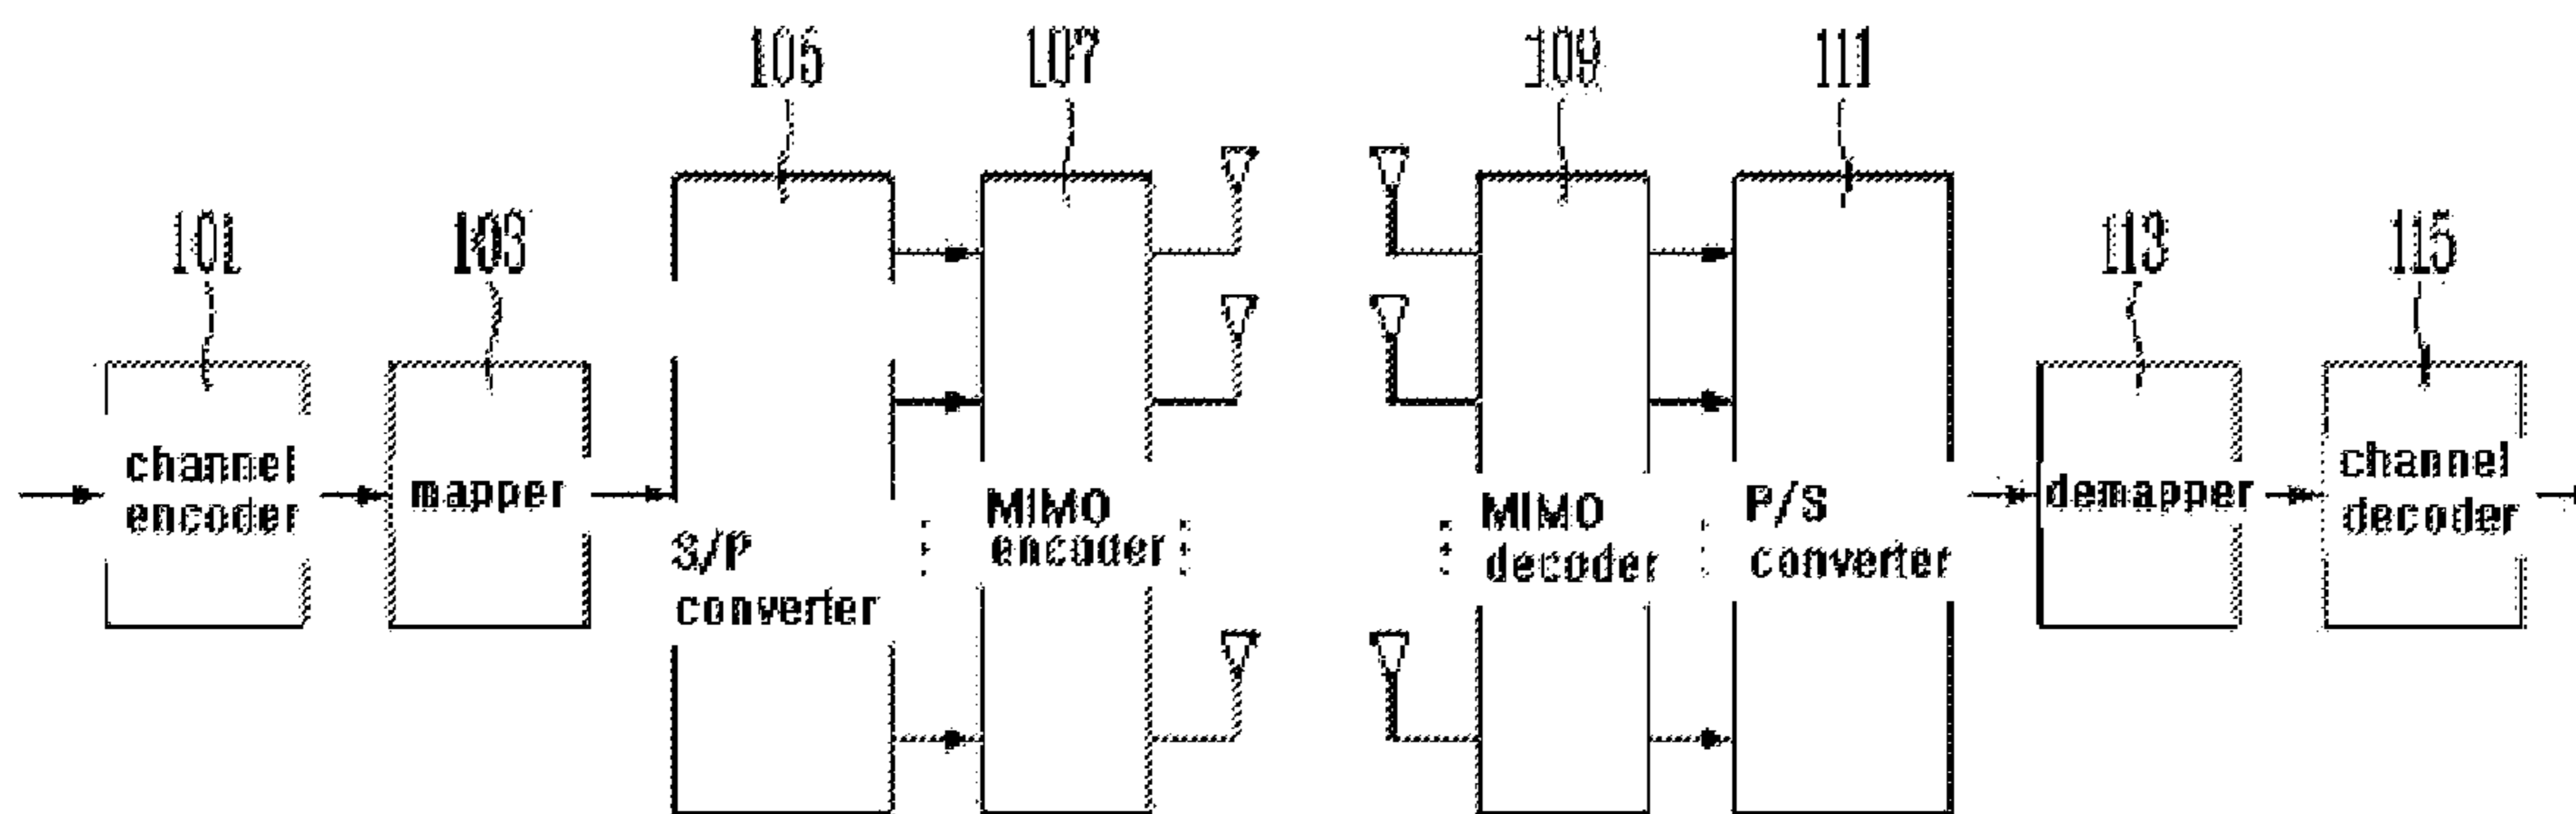 105
107
109
111
101
103
113
115
channel
encoder
mapper
S/P
converter
MIMO
encoder
MIMO
decoder
P/S
converter
demapper
channel
decoder